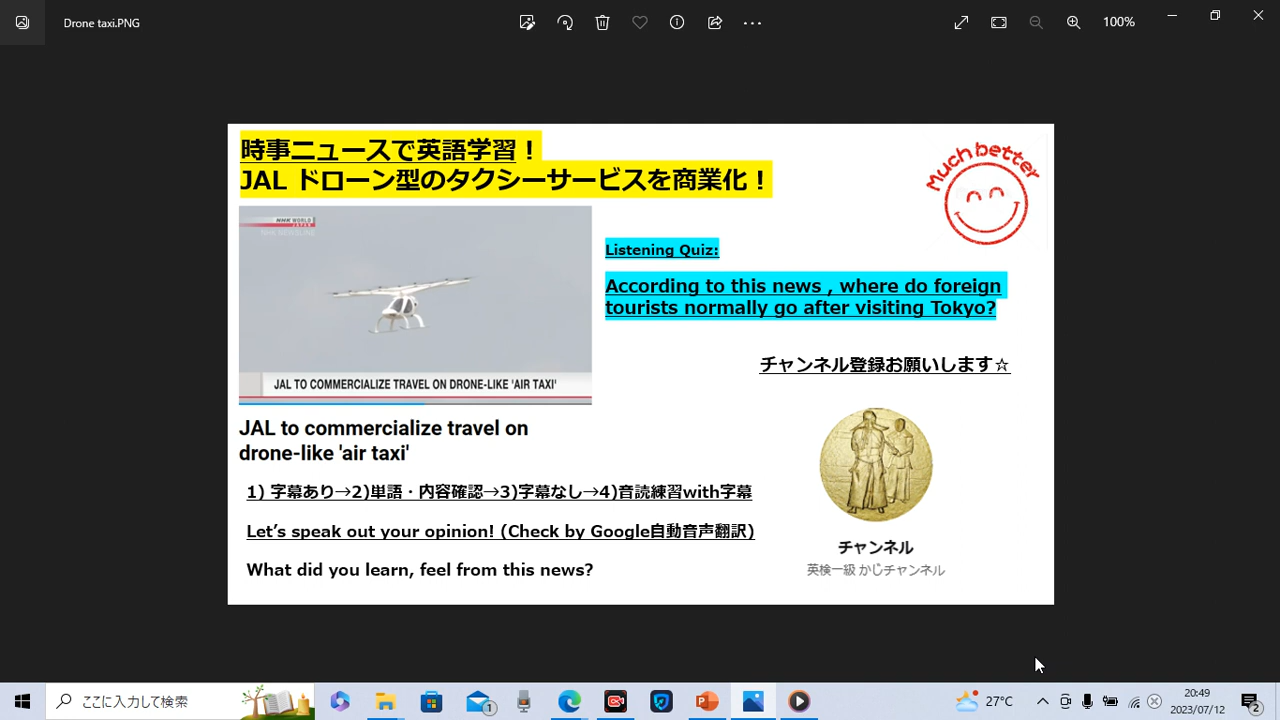 Drone taxi.PNG
100%
時事ニュースで英語学習！
JAL ドローン型のタクシーサービスを商業化！
Much better
NHK WORLD
JAPAN
NHK NEWSLINE
Listening Quiz:
According to this news , where do foreign
tourists normally go after visiting Tokyo?
チャンネル登録お願いします☆
JAL TO COMMERCIALIZE TRAVEL ON DRONE-LIKE 'AIR TAXI'
JAL to commercialize travel on
drone-like 'air taxi'
1) 字幕あり→2)単語・内容確認→3)字幕なし→4)音読練習with字幕
Let’s speak out your opinion! (Check by Google自動音声翻訳)
What did you learn, feel from this news?
チャンネル
英検一級 かじチャンネル
ここに入力して検索
1
27°C
20:49
2023/07/12
2